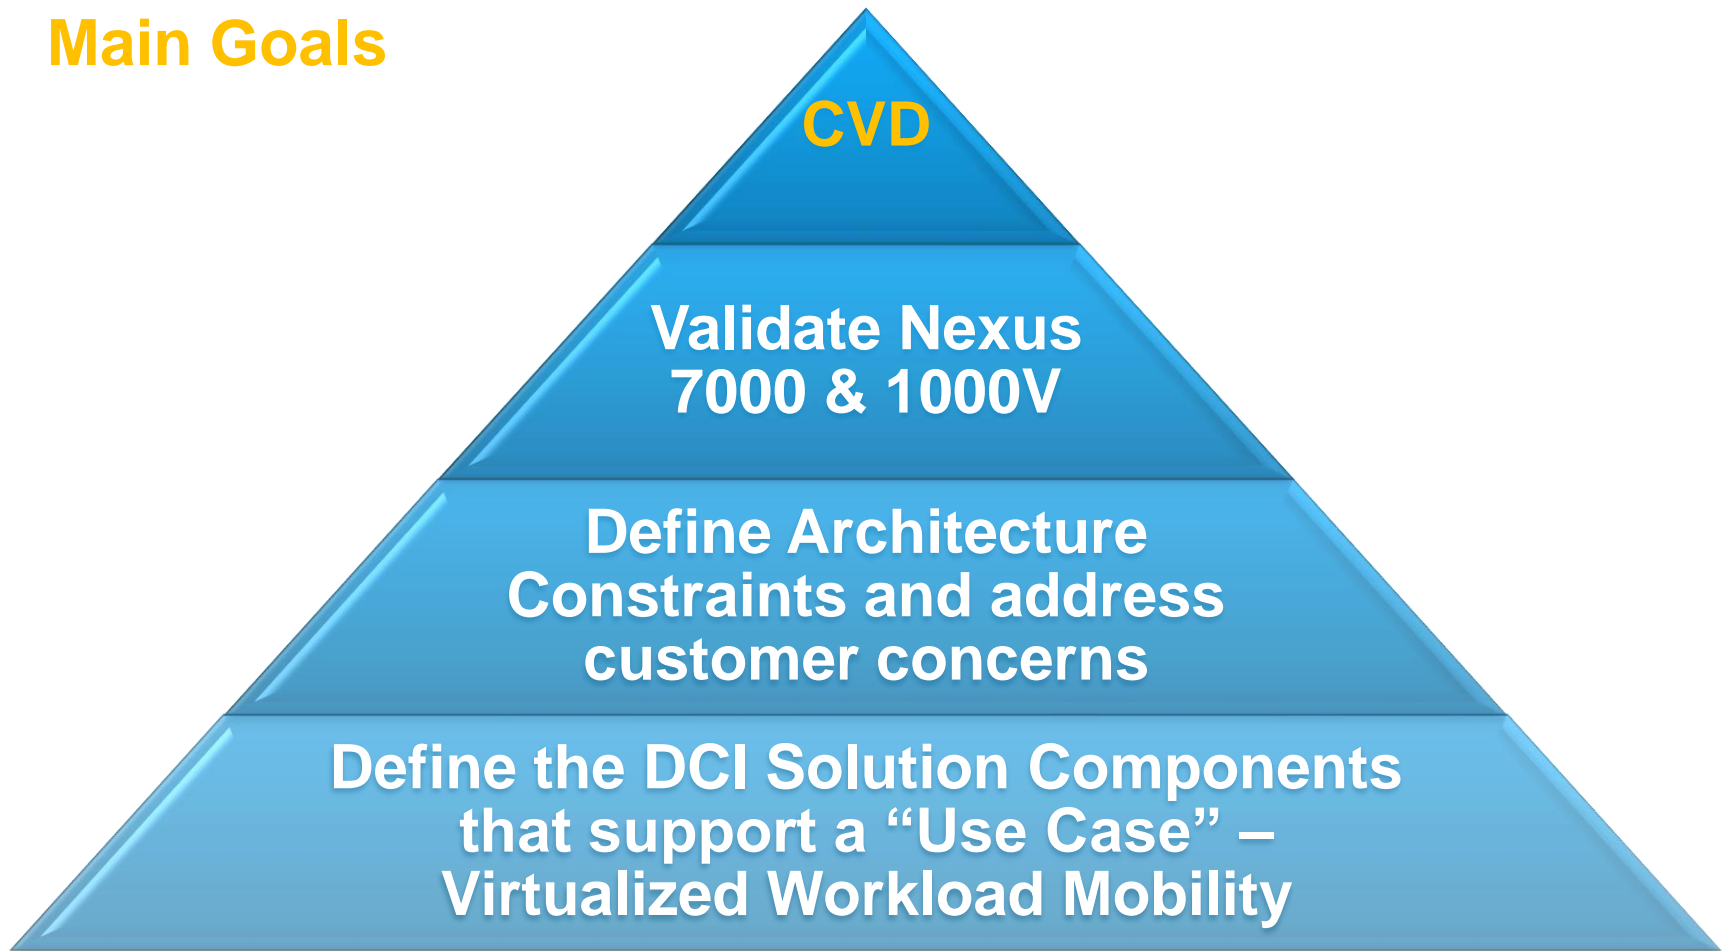 Main Goals
CVD
Validate Nexus
7000 & 1000V
Define Architecture
Constraints and address
customer concerns
Define the DCI Solution Components
that support a “Use Case” –
Virtualized Workload Mobility